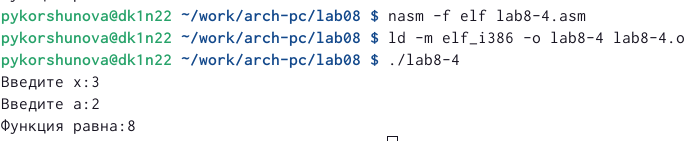 pykorshunova@dk1n22 ~/work/arch-pc/lab08 $ nasm -f elf lab8-4.asm
pykorshunova@dk1n22 ~/work/arch-pc/lab08 $ ld -m elf_i386 -o lab8-4 lab8-4.o
pykorshunova@dk1n22 ~/work/arch-pc/lab08 $ ./lab8-4
Введите х:3
Введите а:2
Функция равна:8